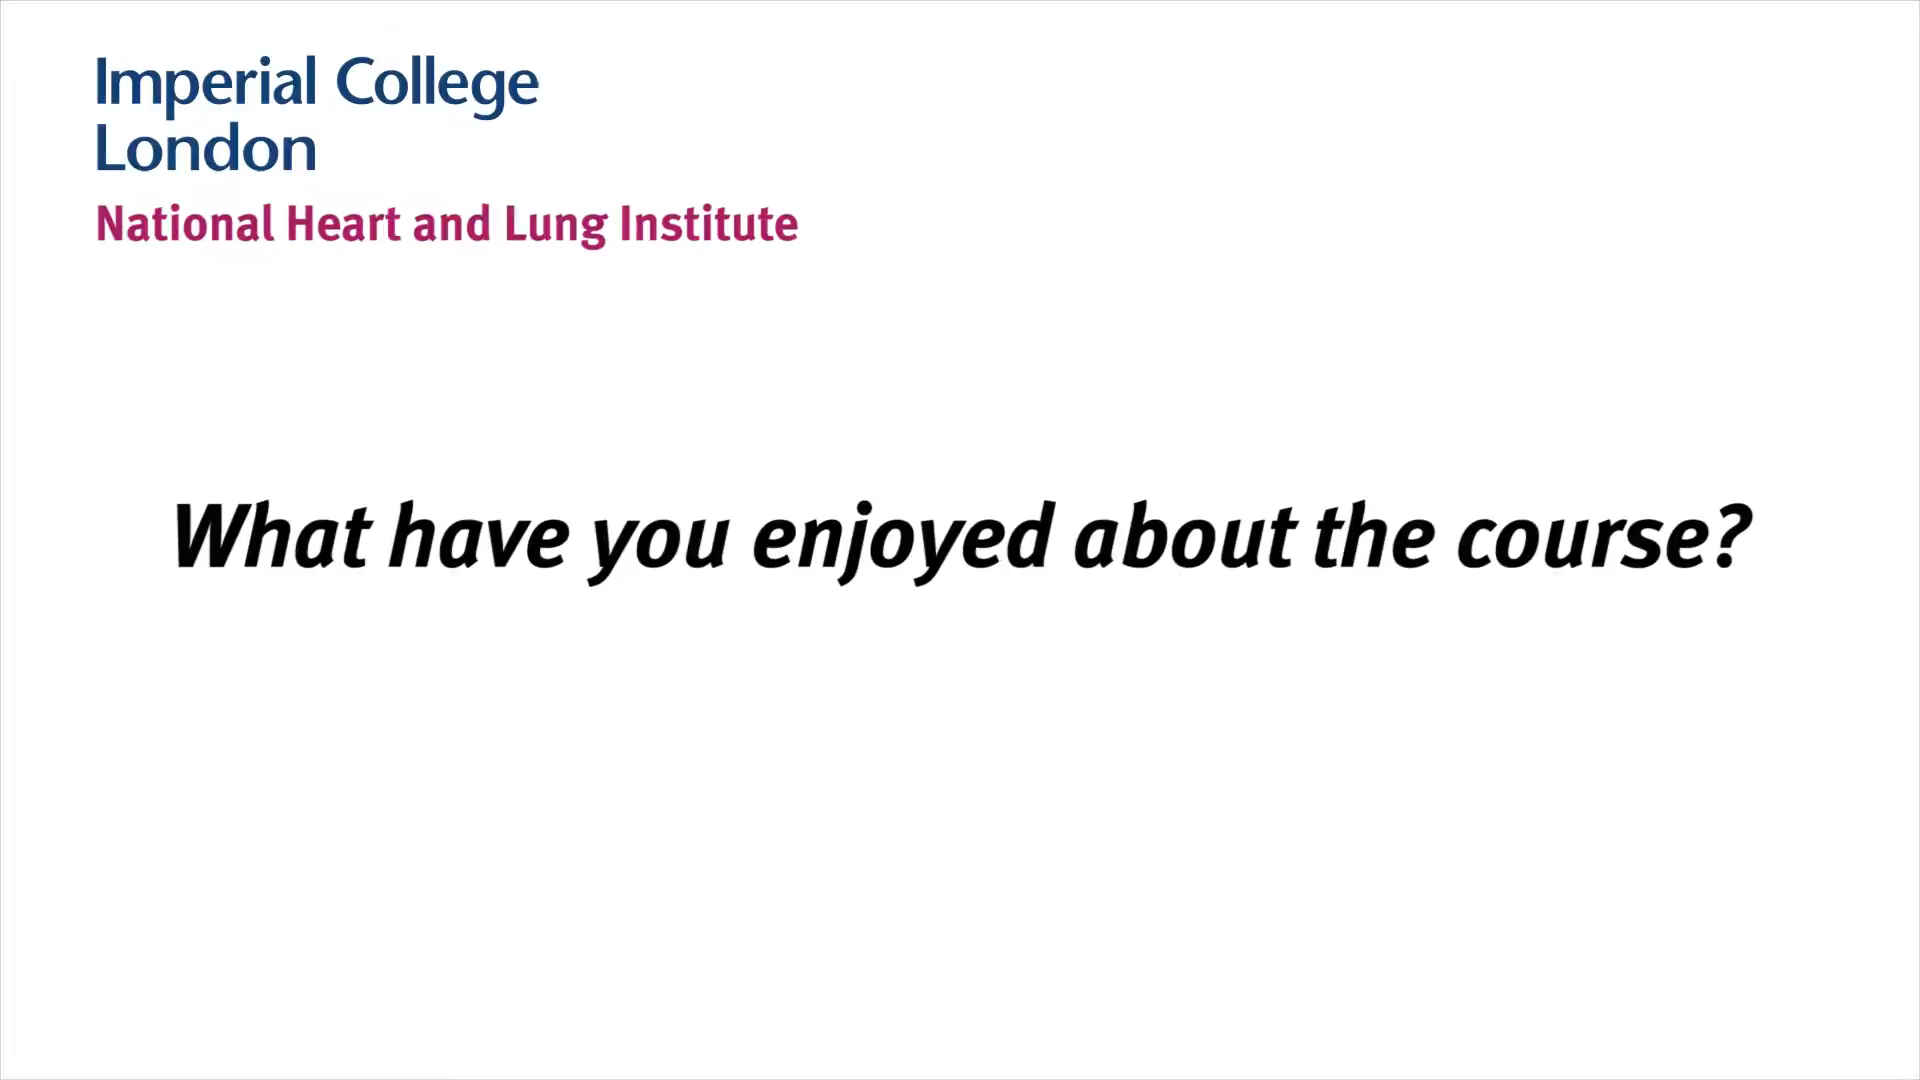 Imperial College
London
National Heart and Lung Institute
What have you enjoyed about the course?